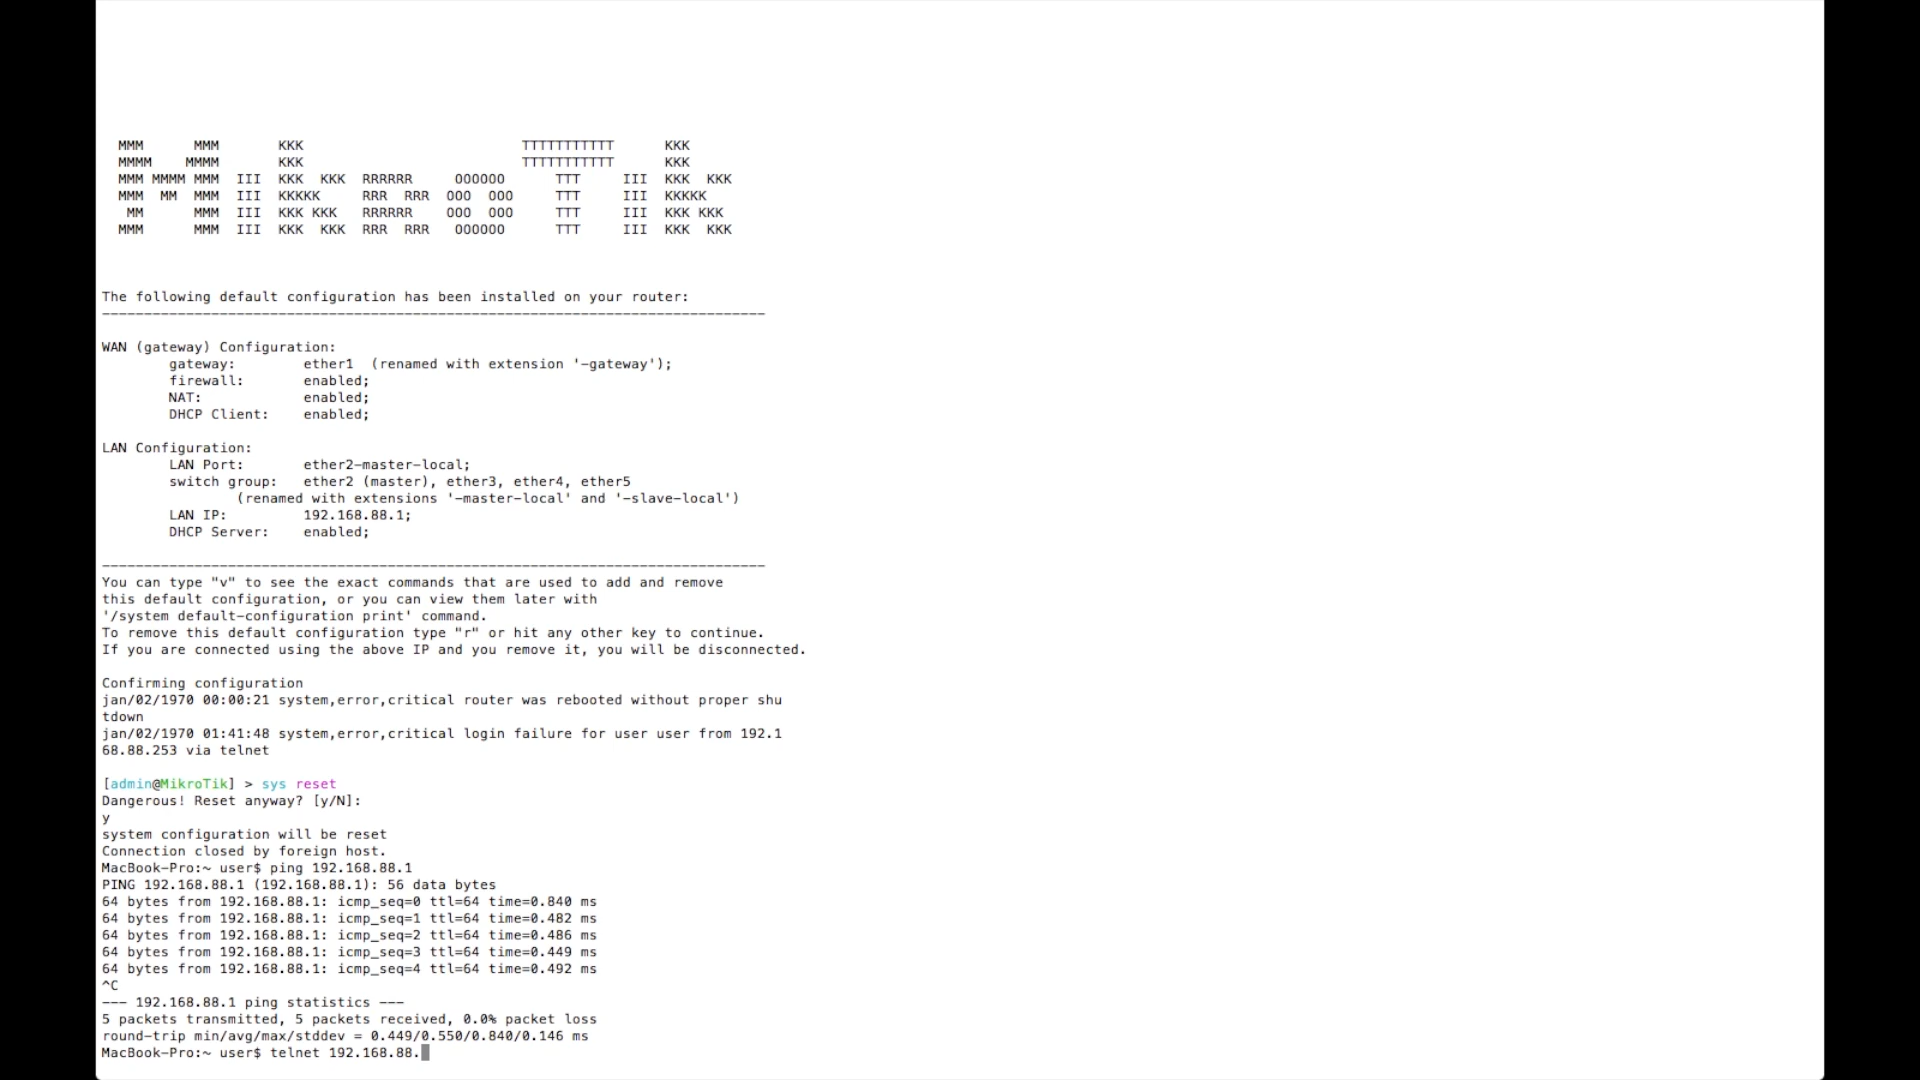 MMM      MMM       KKK                          TTTTTTTTTTT      KKK
MMMM    MMMM       KKK                          TTTTTTTTTTT      KKK
MMM MMMM MMM  III  KKK  KKK  RRRRRR     OOOOOO      TTT     III  KKK  KKK
MMM  MM  MMM  III  KKKKK     RRR  RRR  OOO  OOO     TTT     III  KKKKK
MM      MMM  III  KKK KKK   RRRRRR    OOO  OOO     TTT     III  KKK KKK
MMM      MMM  III  KKK  KKK  RRR  RRR   OOOOOO      TTT     III  KKK  KKK
The following default configuration has been installed on your router:
-------------------------------------------------------------------------------
WAN (gateway) Configuration:
gateway:        ether1  (renamed with extension '-gateway');
firewall:       enabled;
NAT:            enabled;
DHCP Client:    enabled;
LAN Configuration:
LAN Port:       ether2-master-local;
switch group:   ether2 (master), ether3, ether4, ether5
(renamed with extensions '-master-local' and '-slave-local')
LAN IP:         192.168.88.1;
DHCP Server:    enabled;
-------------------------------------------------------------------------------
You can type "v" to see the exact commands that are used to add and remove
this default configuration, or you can view them later with
'/system default-configuration print' command.
To remove this default configuration type "r" or hit any other key to continue.
If you are connected using the above IP and you remove it, you will be disconnected.
Confirming configuration
jan/02/1970 00:00:21 system,error,critical router was rebooted without proper shu
tdown
jan/02/1970 01:41:48 system,error,critical login failure for user user from 192.1
68.88.253 via telnet
[admin@MikroTik] > sys reset
Dangerous! Reset anyway? [y/N]:
y
system configuration will be reset
Connection closed by foreign host.
MacBook-Pro:~ user$ ping 192.168.88.1
PING 192.168.88.1 (192.168.88.1): 56 data bytes
64 bytes from 192.168.88.1: icmp_seq=0 ttl=64 time=0.840 ms
64 bytes from 192.168.88.1: icmp_seq=1 ttl=64 time=0.482 ms
64 bytes from 192.168.88.1: icmp_seq=2 ttl=64 time=0.486 ms
64 bytes from 192.168.88.1: icmp_seq=3 ttl=64 time=0.449 ms
64 bytes from 192.168.88.1: icmp_seq=4 ttl=64 time=0.492 ms
^C
--- 192.168.88.1 ping statistics ---
5 packets transmitted, 5 packets received, 0.0% packet loss
round-trip min/avg/max/stddev = 0.449/0.550/0.840/0.146 ms
MacBook-Pro:~ user$ telnet 192.168.88.